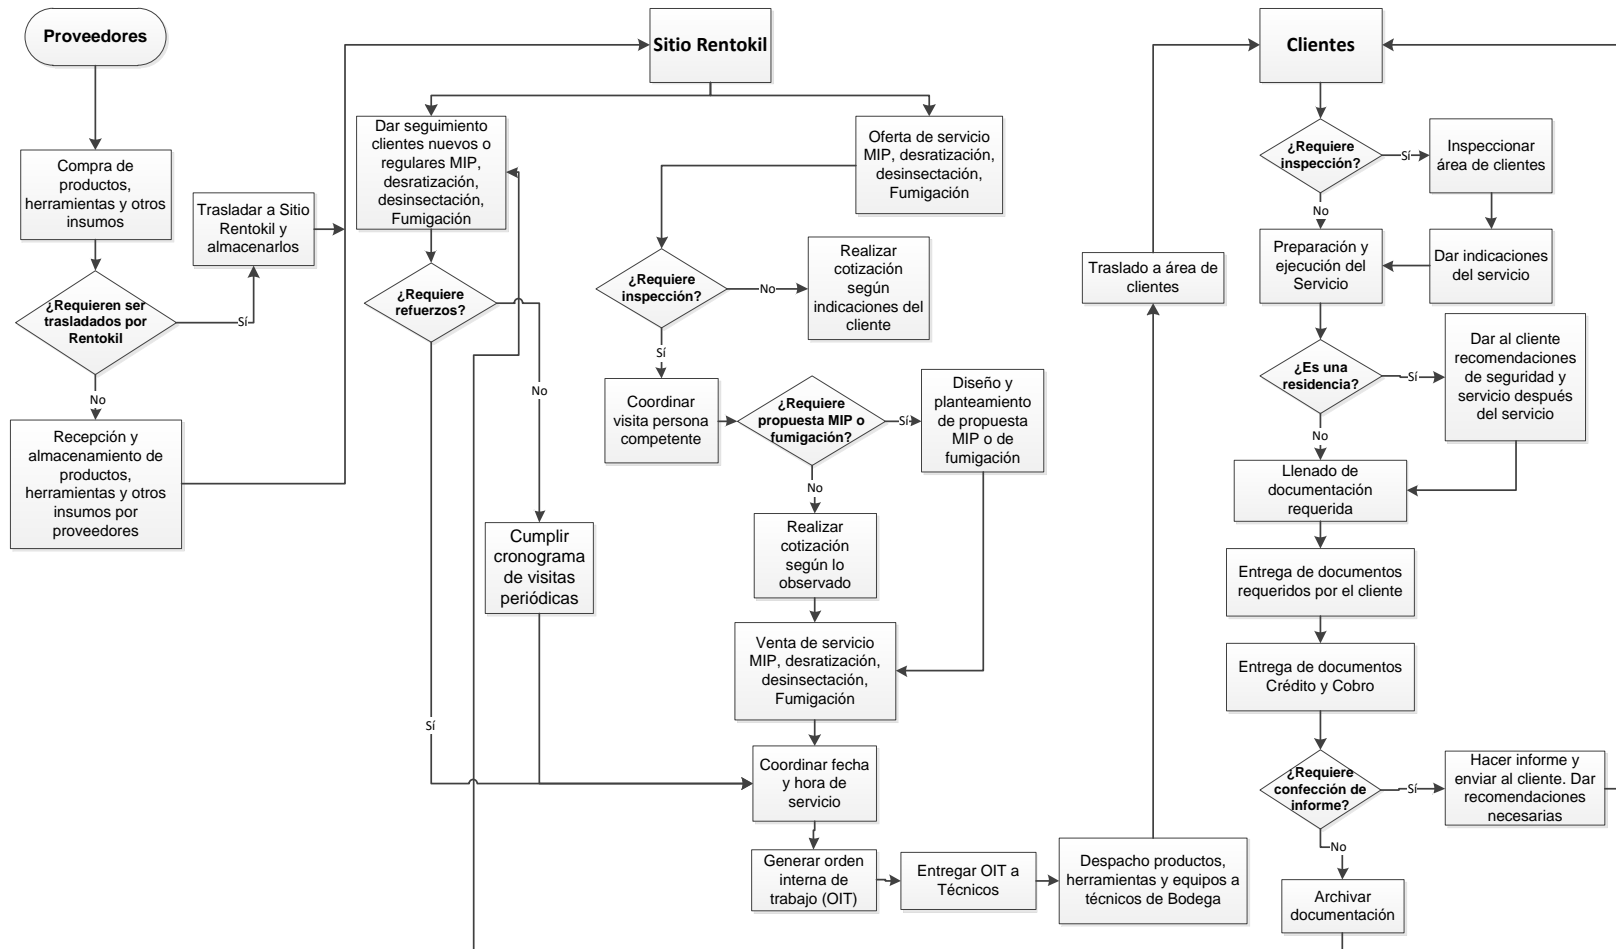 Proveedores
Compra de
productos,
herramientas y otros
insumos
¿Requieren ser
trasladados por
Rentokil
Sí
Trasladar a Sitio
Rentokil y
almacenarlos
No
Recepción y
almacenamiento de
productos,
herramientas y otros
insumos por
proveedores
Sitio Rentokil
Dar seguimiento
clientes nuevos o
regulares MIP,
desratización,
desinsectación,
Fumigación
¿Requiere
refuerzos?
No
Sí
Cumplir
cronograma
de visitas
periódicas
Oferta de servicio
MIP, desratización,
desinsectación,
Fumigación
¿Requiere
inspección?
No
Realizar
cotización
según
indicaciones del
cliente
Sí
Coordinar
visita persona
competente
¿Requiere
propuesta MIP o
fumigación?
Sí
Diseño y
planteamiento
de propuesta
MIP o de
fumigación
No
Realizar
cotización
según lo
observado
Venta de servicio
MIP, desratización,
desinsectación,
Fumigación
Coordinar fecha
y hora de
servicio
Generar orden
interna de
trabajo (OIT)
Entregar OIT a
Técnicos
Despacho productos,
herramientas y equipos a
técnicos de Bodega
Traslado a área de
clientes
Clientes
¿Requiere
inspección?
Sí
Inspeccionar
área de clientes
No
Dar indicaciones
del servicio
Preparación y
ejecución del
Servicio
¿Es una
residencia?
Sí
Dar al cliente
recomendaciones
de seguridad y
servicio después
del servicio
No
Llenado de
documentación
requerida
Entrega de documentos
requeridos por el cliente
Entrega de documentos
Crédito y Cobro
¿Requiere
confección de
informe?
Sí
Hacer informe y
enviar al cliente. Dar
recomendaciones
necesarias
No
Archivar
documentación